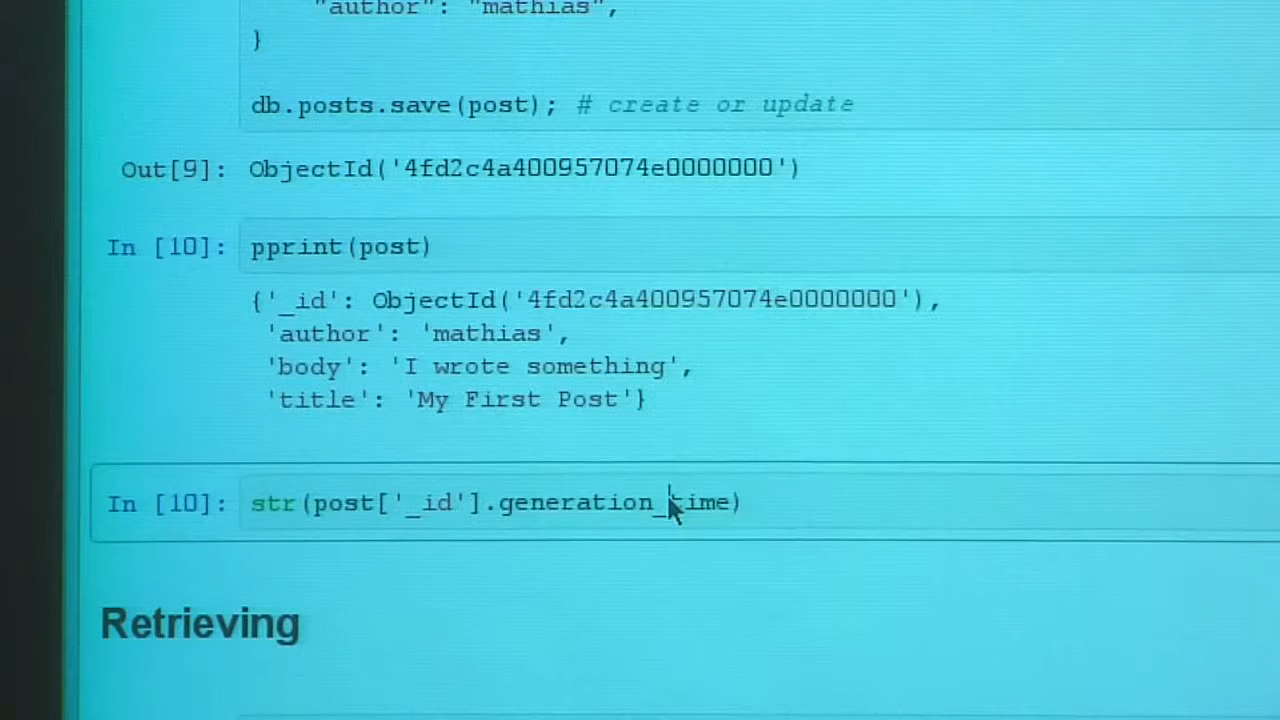 "author": "mathias",
}
db.posts.save(post); # create or update
Out[9]: ObjectId('4fd2c4a400957074e0000000')
In [10]: pprint(post)
{'_id': ObjectId('4fd2c4a400957074e0000000'),
'author': 'mathias',
'body': 'I wrote something',
'title': 'My First Post'}
In [10]: str(post['_id'].generation_time)
Retrieving